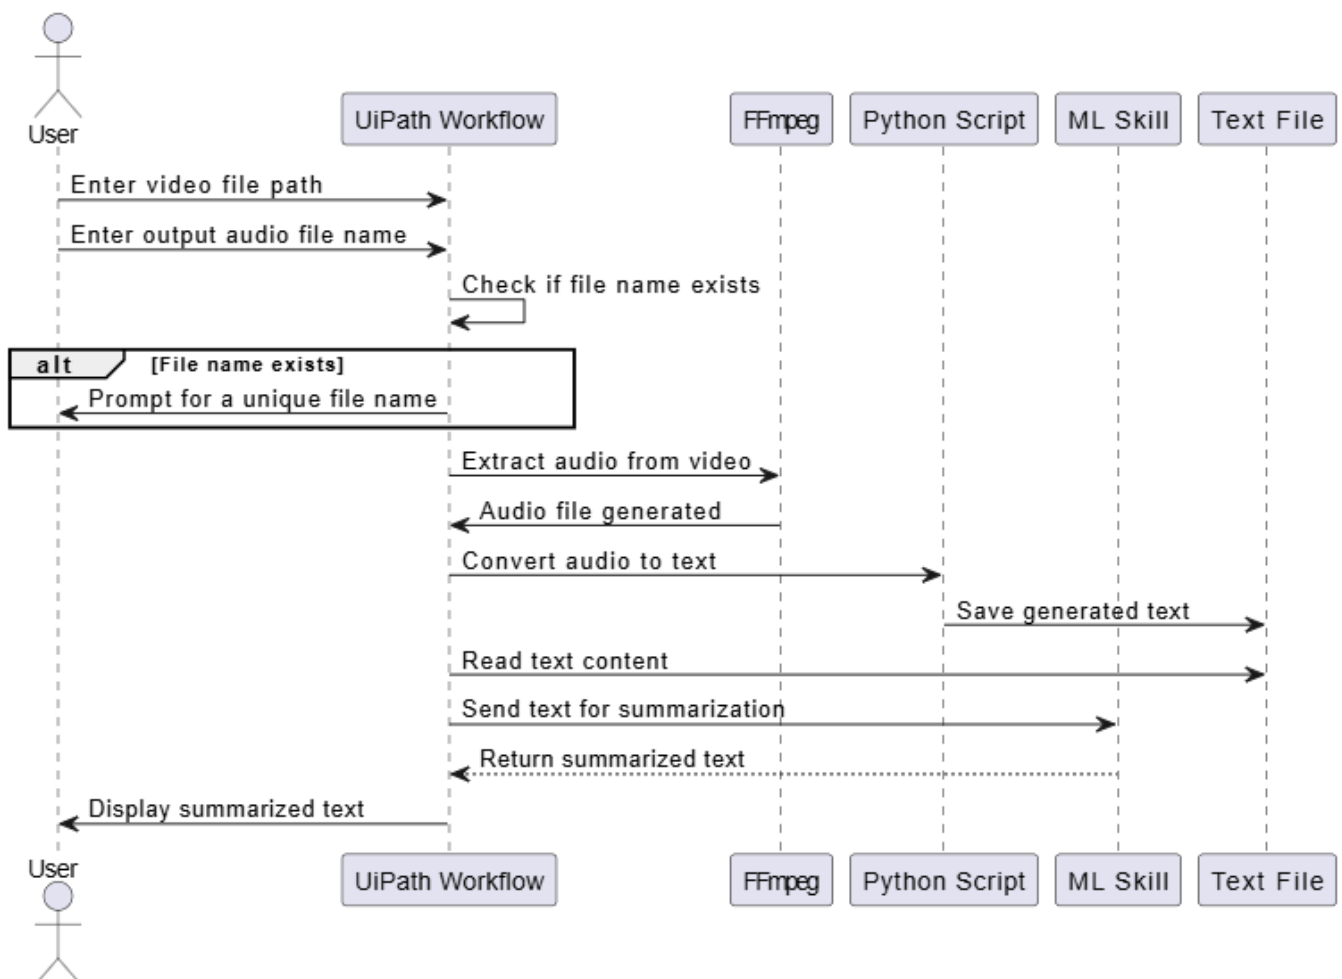 User
UiPath Workflow
FFmpeg
Python Script
ML Skill
Text File
Enter video file path
Enter output audio file name
Check if file name exists
alt
[File name exists]
Prompt for a unique file name
Extract audio from video
Audio file generated
Convert audio to text
Save generated text
Read text content
Send text for summarization
Return summarized text
Display summarized text
User
UiPath Workflow
FFmpeg
Python Script
ML Skill
Text File